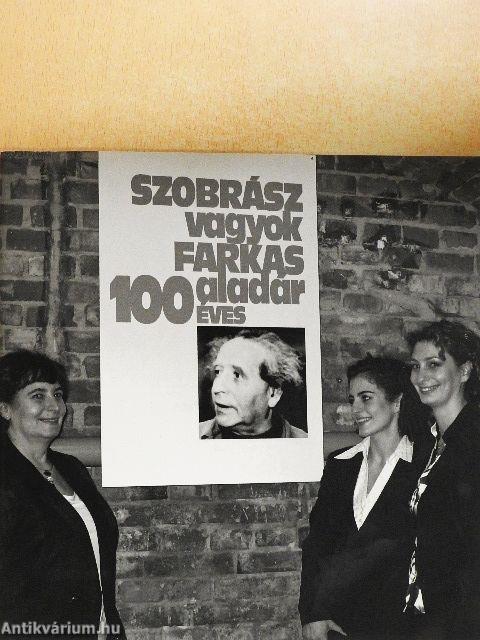 SZOBRÁSZ
vagyok
FARKAS
aladár
100 ÉVES
Antikvárium.hu